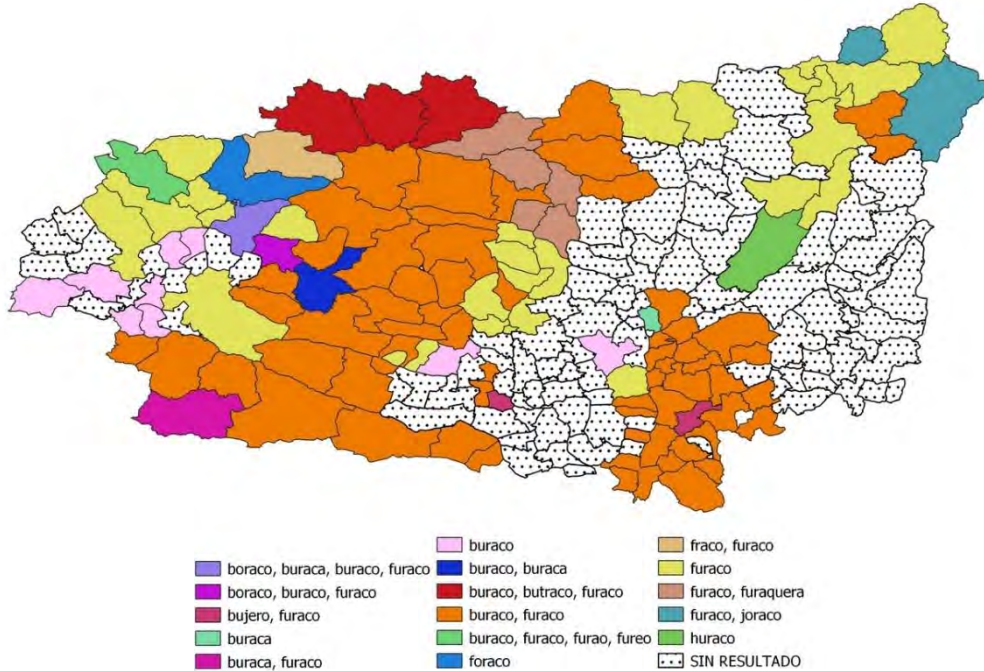 boraco, buraca, buraco, furaco
boraco, buraco, furaco
bujero, furaco
buraca
buraca, furaco
buraco
buraco, buraca
buraco, butraco, furaco
buraco, furaco
buraco, furaco, furao, fureo
foraco
fraco, furaco
furaco
furaco, furaquera
furaco, joraco
huraco
SIN RESULTADO